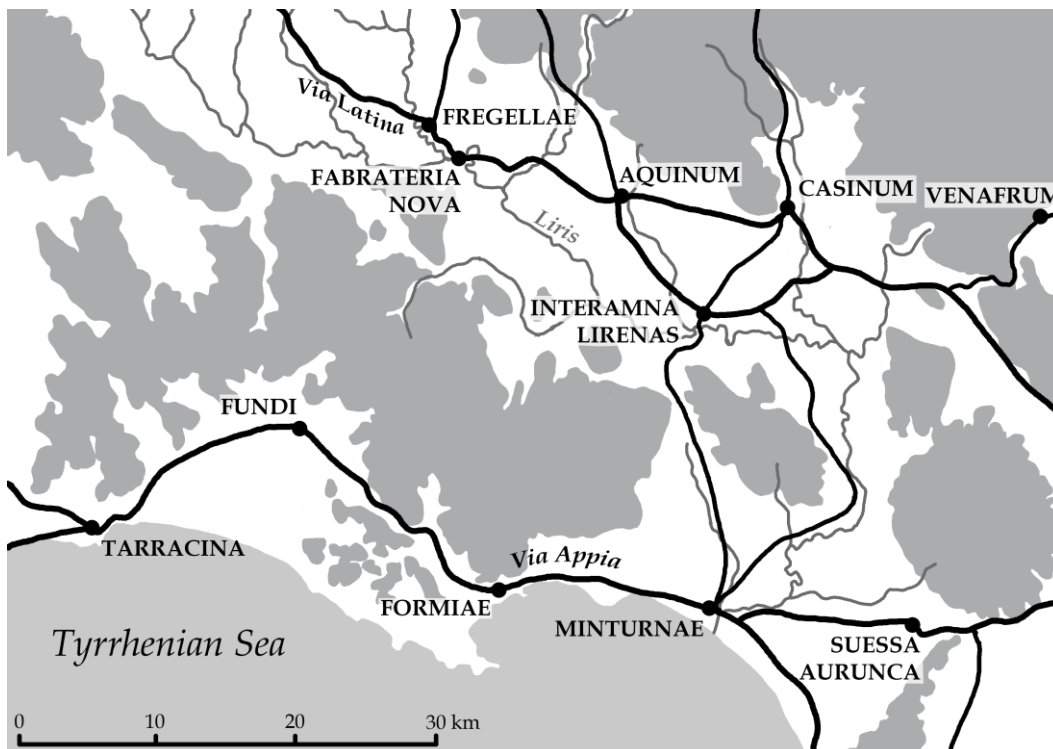 Via Latina
FREGELLAE
FABRATERIA
NOVA
AQUINUM
CASINUM
VENAFRUM
Liris
INTERAMNA
LIRENAS
FUNDI
TARRACINA
Via Appia
FORMIAE
MINTURNAE
SUESSA
AURUNCA
Tyrrhenian Sea
0 10 20 30 km